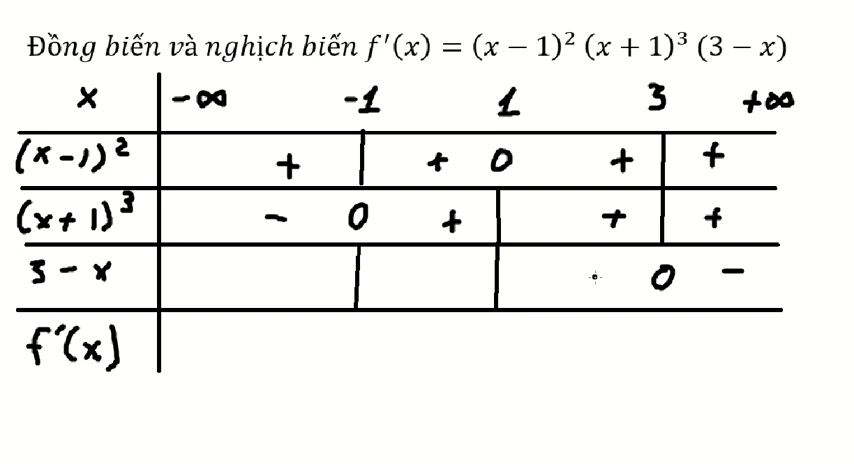 Đồng biến và nghịch biến f'(x) = (x − 1)² (x + 1)³ (3 − x)
x −∞ -1 1 3 +∞
(x-1)² + | + 0 + | +
(x+1)³ - 0 + | + | +
3 - x | | 0 -
f'(x)